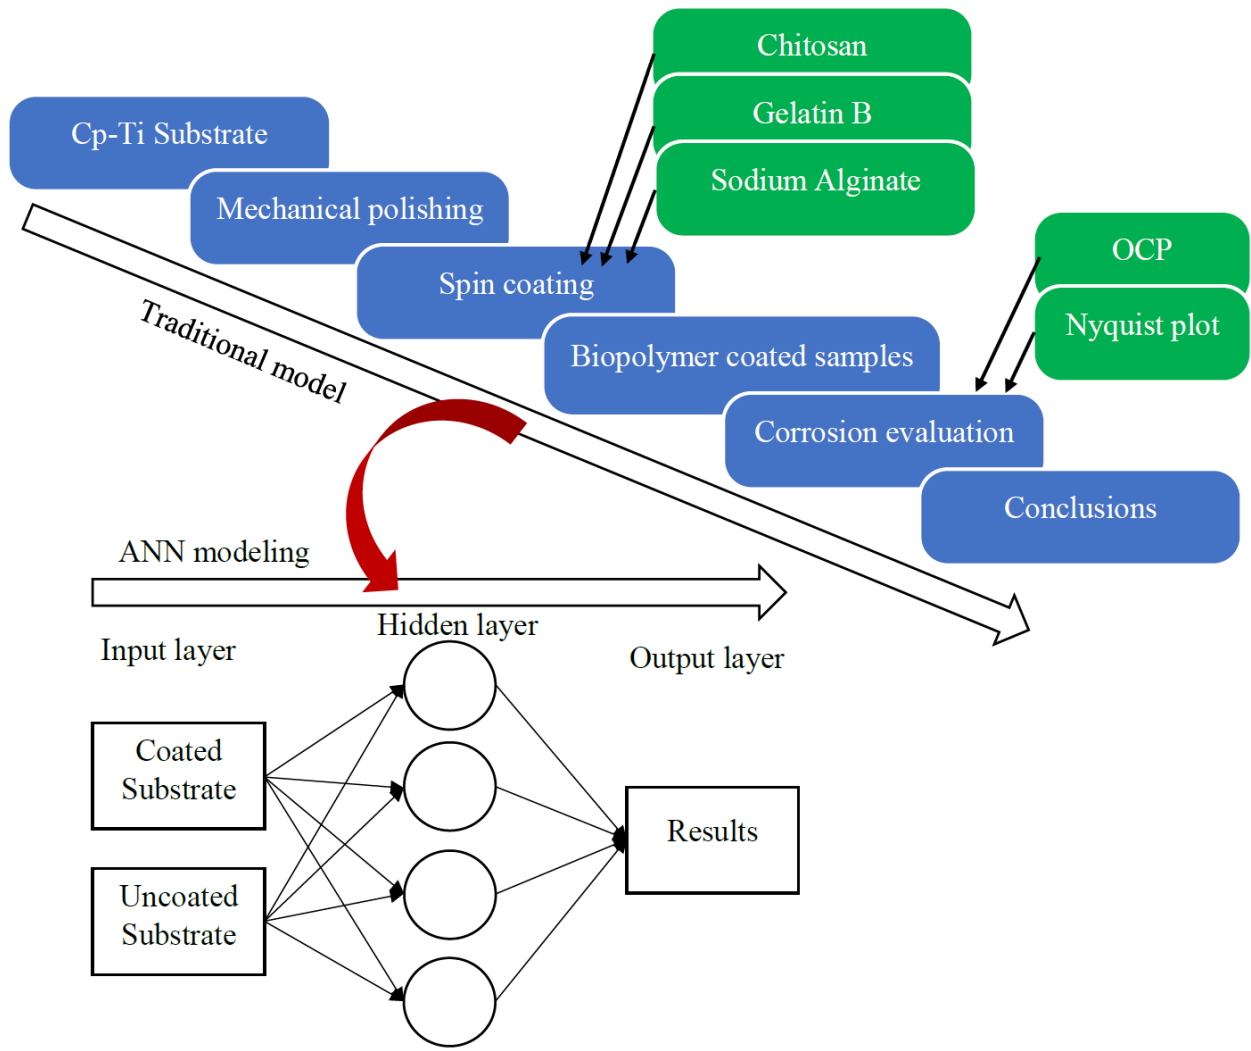 Chitosan
Gelatin B
Sodium Alginate
Cp-Ti Substrate
Mechanical polishing
Spin coating
Biopolymer coated samples
Corrosion evaluation
Conclusions
OCP
Nyquist plot
Traditional model
ANN modeling
Input layer
Hidden layer
Output layer
Coated
Substrate
Uncoated
Substrate
Results